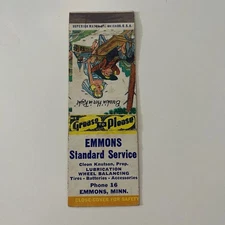 Grease Please
EMMONS
Standard Service
Clean Knutson, Prop.
LUBRICATION
WHEEL BALANCING
Tires - Batteries - Accessories
Phone 16
EMMONS, MINN.
CLOSE COVER FOR SAFETY